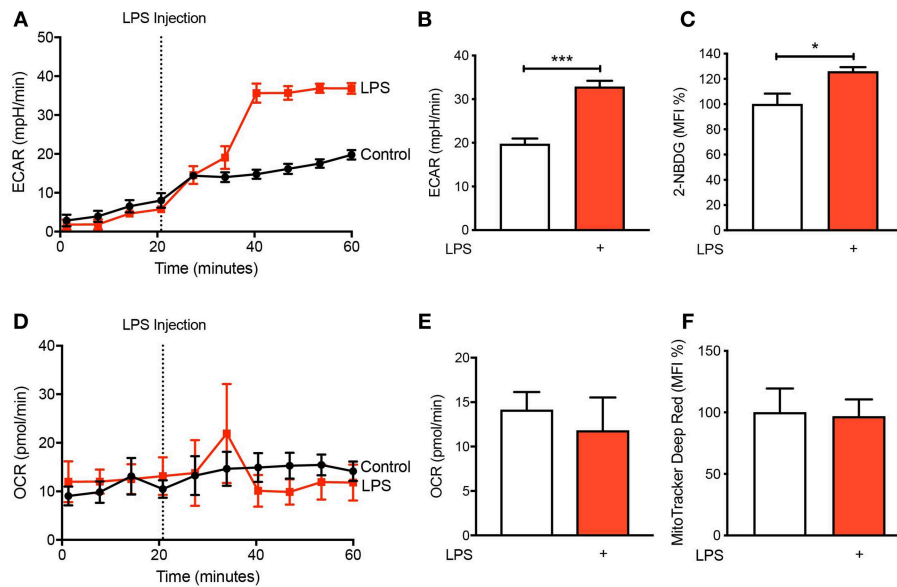 A
LPS Injection
ECAR (mpH/min)
50
40
30
20
10
0
0
20
40
60
Time (minutes)
LPS
Control
B
ECAR (mpH/min)
40
30
20
10
0
***
LPS
+
C
2-NBDG (MFI %)
140
120
100
80
60
40
20
0
*
LPS
+
D
LPS Injection
OCR (pmol/min)
40
30
20
10
0
0
20
40
60
Time (minutes)
Control
LPS
E
OCR (pmol/min)
20
15
10
5
0
LPS
+
F
MitoTracker Deep Red (MFI %)
150
100
50
0
LPS
+